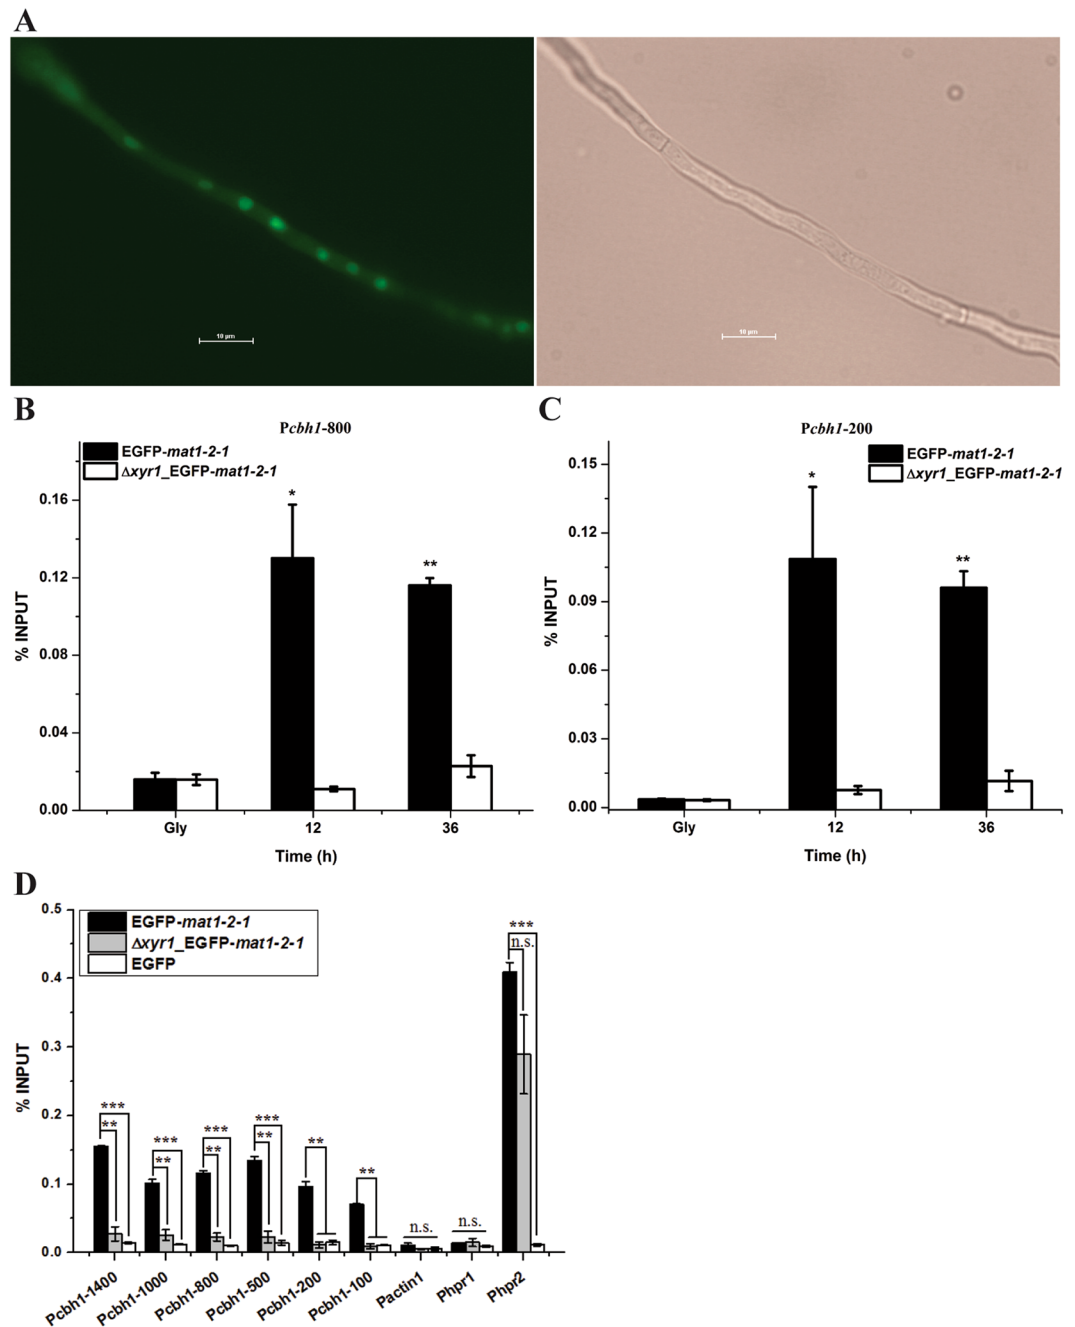 A
10 μm
10 μm
B
Pcbh1-800
EGFP-mat1-2-1
Δxyr1_EGFP-mat1-2-1
% INPUT
0.16
0.12
0.08
0.04
0.00
*
**
Gly 12 36
Time (h)
C
Pcbh1-200
EGFP-mat1-2-1
Δxyr1_EGFP-mat1-2-1
% INPUT
0.15
0.12
0.09
0.06
0.03
0.00
*
**
Gly 12 36
Time (h)
D
EGFP-mat1-2-1
Δxyr1_EGFP-mat1-2-1
EGFP
% INPUT
0.5
0.4
0.3
0.2
0.1
0.0
***
**
***
**
***
**
***
**
**
**
n.s.
n.s.
***
n.s.
Pcbh1-1400
Pcbh1-1000
Pcbh1-800
Pcbh1-500
Pcbh1-200
Pcbh1-100
Pactin1
Phpr1
Phpr2